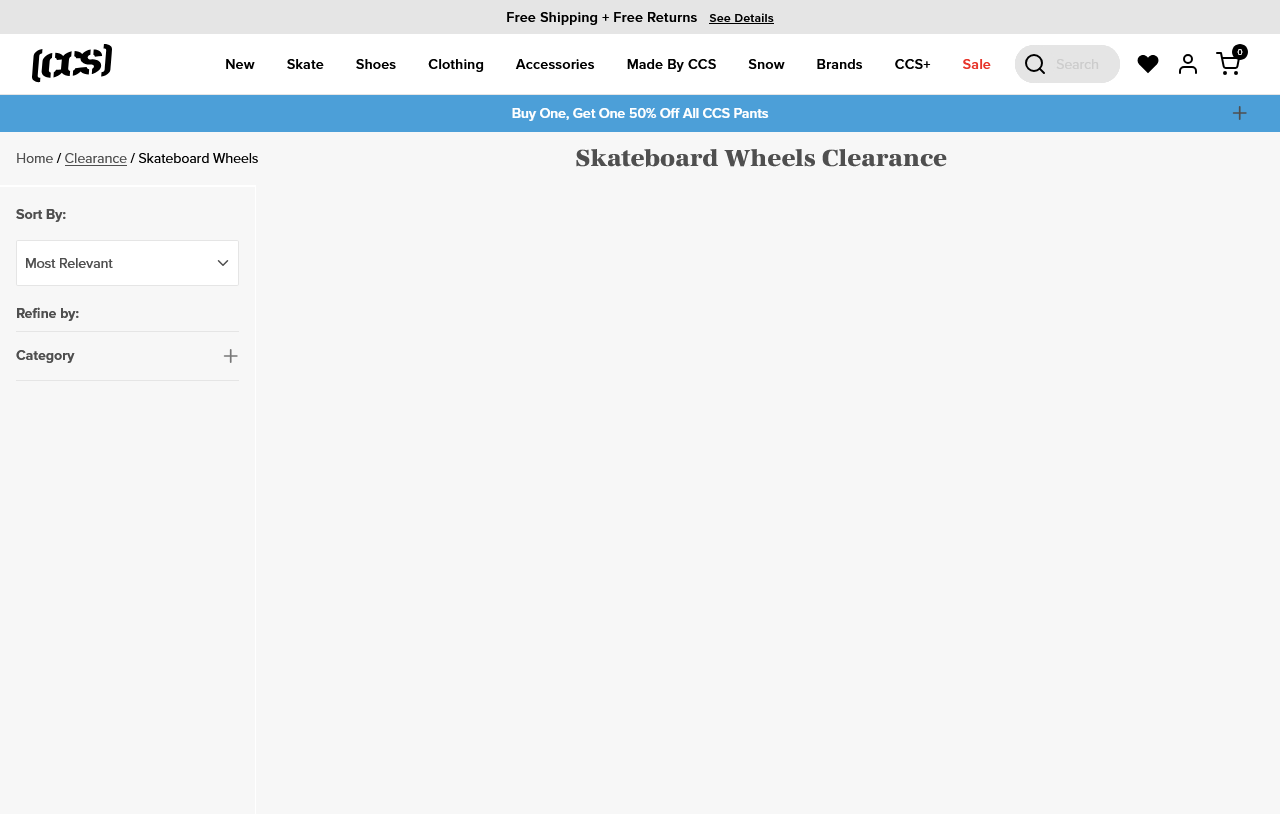 Free Shipping + Free Returns See Details
(ccs) New Skate Shoes Clothing Accessories Made By CCS Snow Brands CCS+ Sale Search 0
Buy One, Get One 50% Off All CCS Pants
Home / Clearance / Skateboard Wheels
Skateboard Wheels Clearance
Sort By:
Most Relevant
Refine by:
Category